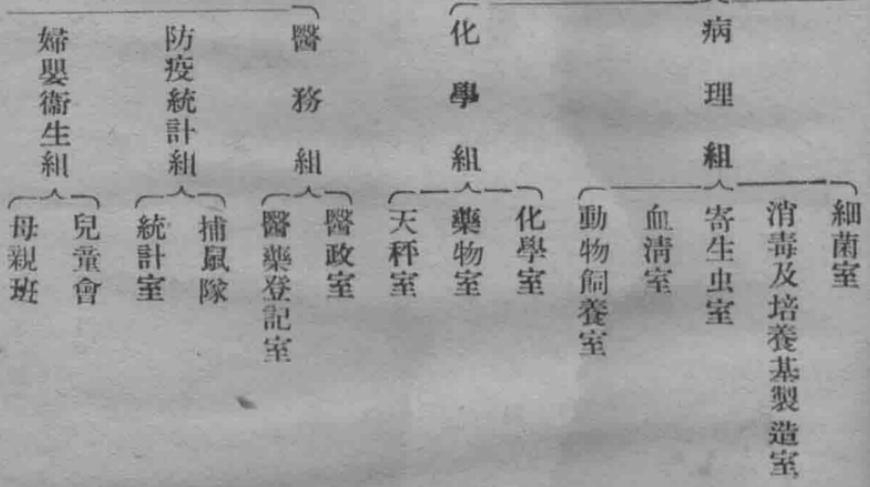 病理組
細菌室
消毒及培養基製造室
寄生虫室
血清室
動物飼養室
化學組
化學室
藥物室
天秤室
醫務組
醫政室
醫藥登記室
防疫統計組
捕鼠隊
統計室
婦嬰衞生組
兒童會
母親班